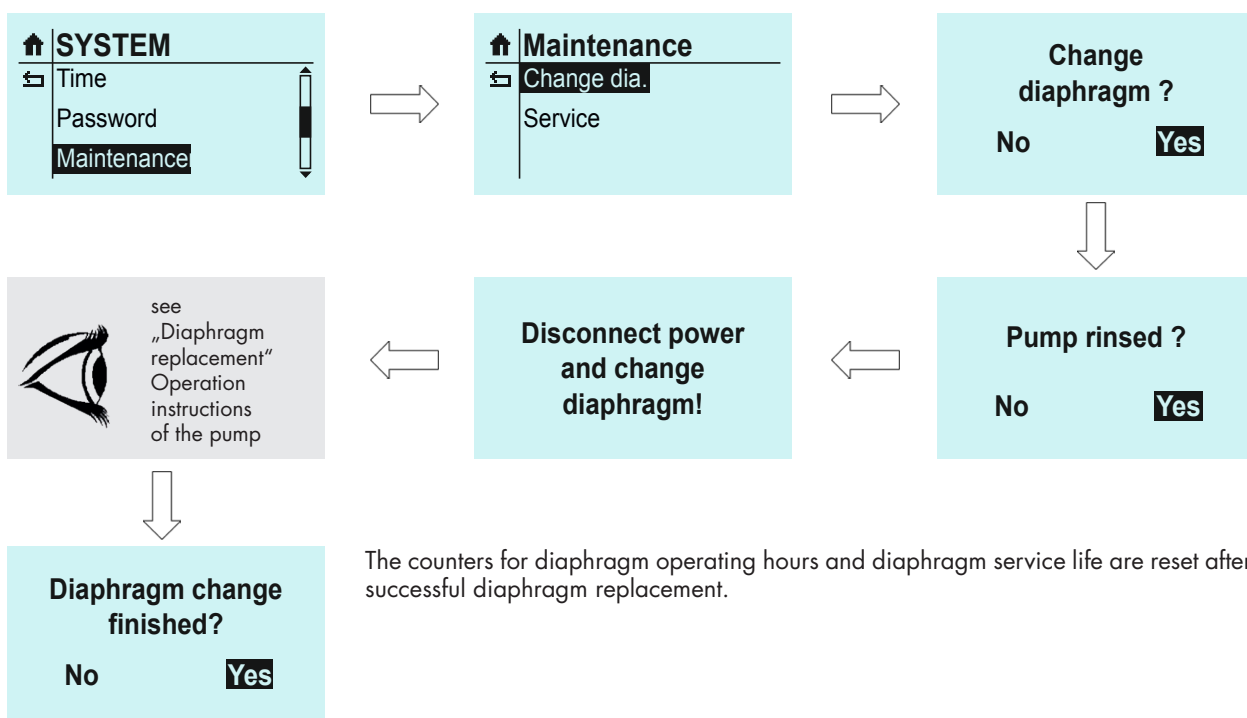 SYSTEM
Time
Password
Maintenance
Maintenance
Change dia.
Service
Change
diaphragm ?
No Yes
Pump rinsed ?
No Yes
Disconnect power
and change
diaphragm!
see
„Diaphragm
replacement“
Operation
instructions
of the pump
Diaphragm change
finished?
No Yes
The counters for diaphragm operating hours and diaphragm service life are reset after
successful diaphragm replacement.